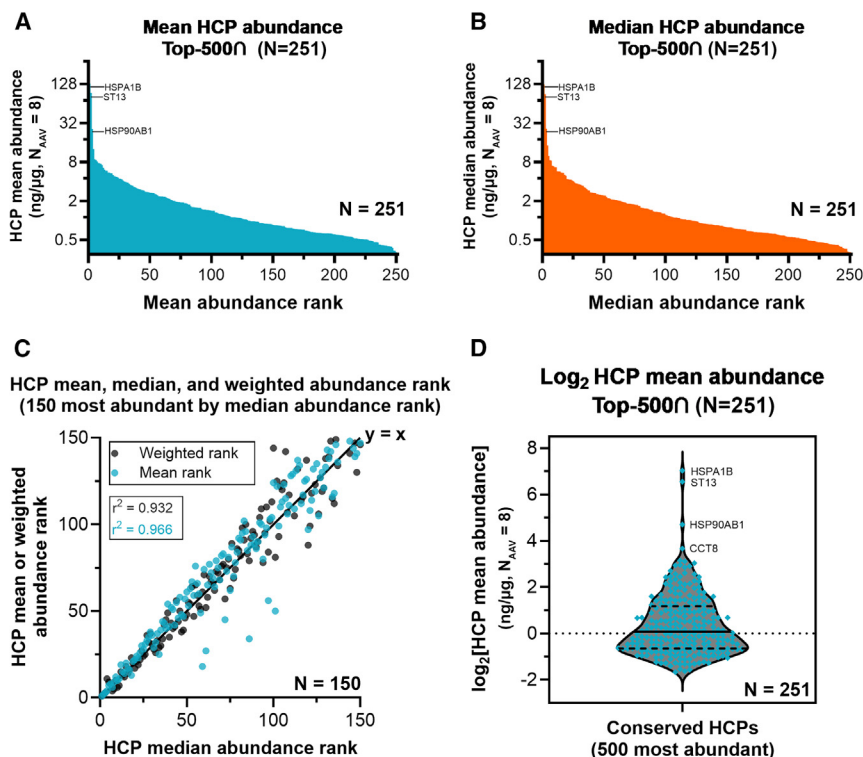 A
Mean HCP abundance
Top-500∩ (N=251)
HCP mean abundance
(ng/µg, N_AAV = 8)
128
32
8
2
0.5
HSPA1B
ST13
HSP90AB1
N = 251
0
50
100
150
200
250
Mean abundance rank
B
Median HCP abundance
Top-500∩ (N=251)
HCP median abundance
(ng/µg, N_AAV = 8)
128
32
8
2
0.5
HSPA1B
ST13
HSP90AB1
N = 251
0
50
100
150
200
250
Median abundance rank
C
HCP mean, median, and weighted abundance rank
(150 most abundant by median abundance rank)
y = x
HCP mean or weighted
abundance rank
150
100
50
0
Weighted rank
Mean rank
r² = 0.932
r² = 0.966
N = 150
0
50
100
150
HCP median abundance rank
D
Log₂ HCP mean abundance
Top-500∩ (N=251)
log₂[HCP mean abundance]
(ng/µg, N_AAV = 8)
8
6
4
2
0
-2
HSPA1B
ST13
HSP90AB1
CCT8
N = 251
Conserved HCPs
(500 most abundant)